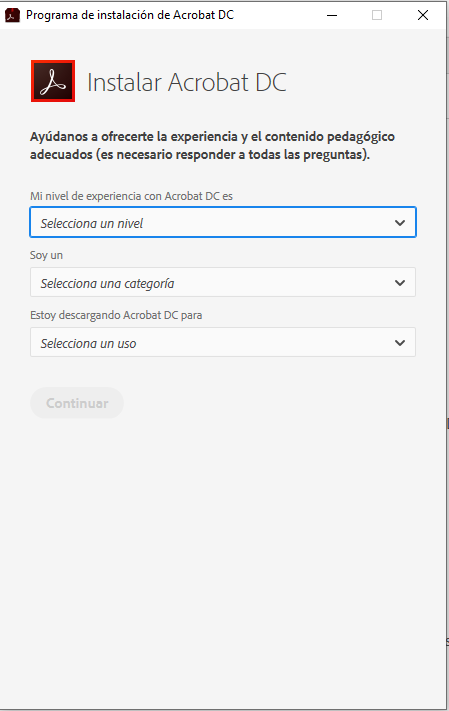 Programa de instalación de Acrobat DC
Instalar Acrobat DC
Ayúdanos a ofrecerte la experiencia y el contenido pedagógico
adecuados (es necesario responder a todas las preguntas).
Mi nivel de experiencia con Acrobat DC es
Selecciona un nivel
Soy un
Selecciona una categoría
Estoy descargando Acrobat DC para
Selecciona un uso
Continuar